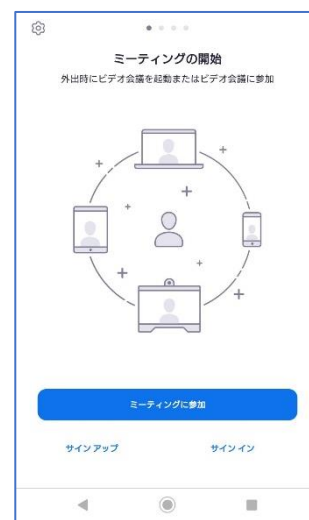 ミーティングの開始
外出時にビデオ会議を起動またはビデオ会議に参加
ミーティングに参加
サインアップ
サインイン